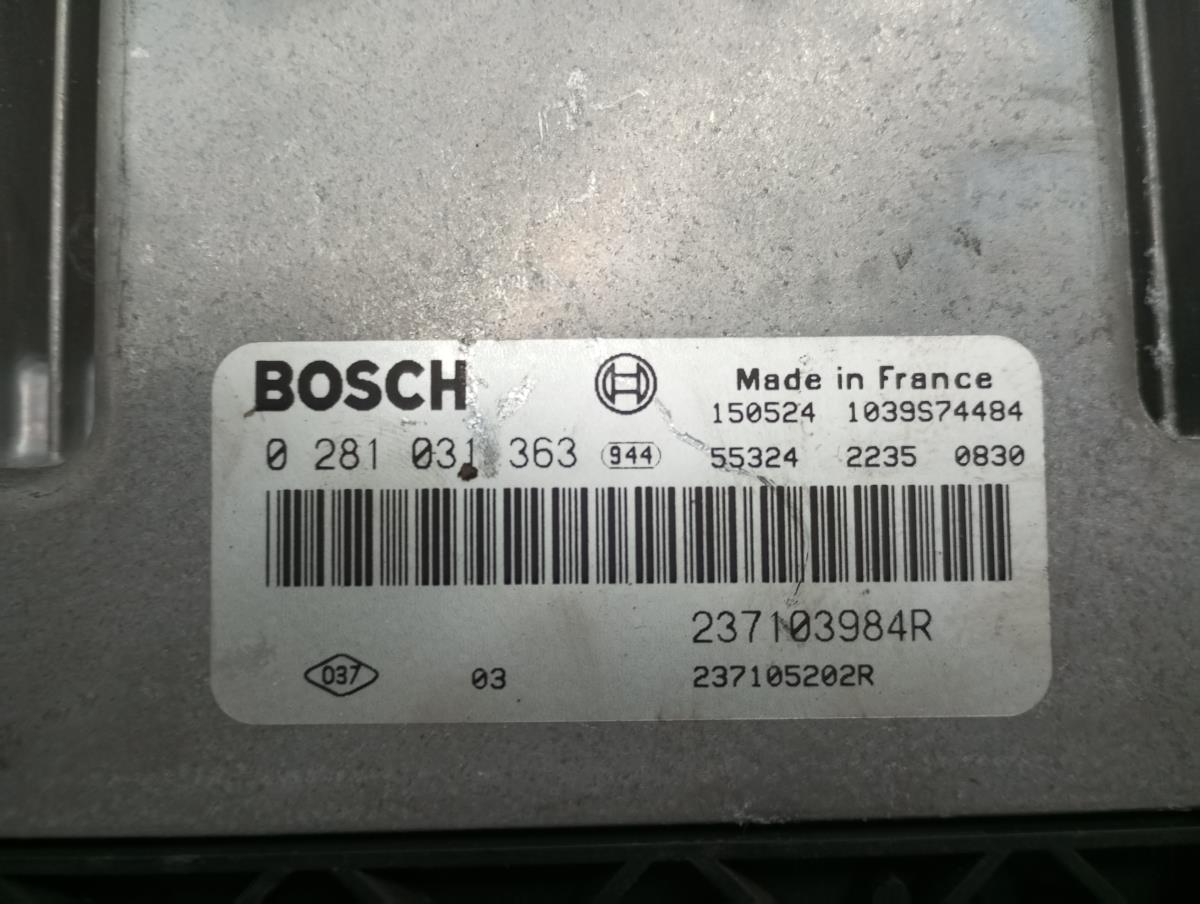 BOSCH
Made in France
150524 1039S74484
0 281 031 363 944 55324 2235 0830
237103984R
037 03 237105202R